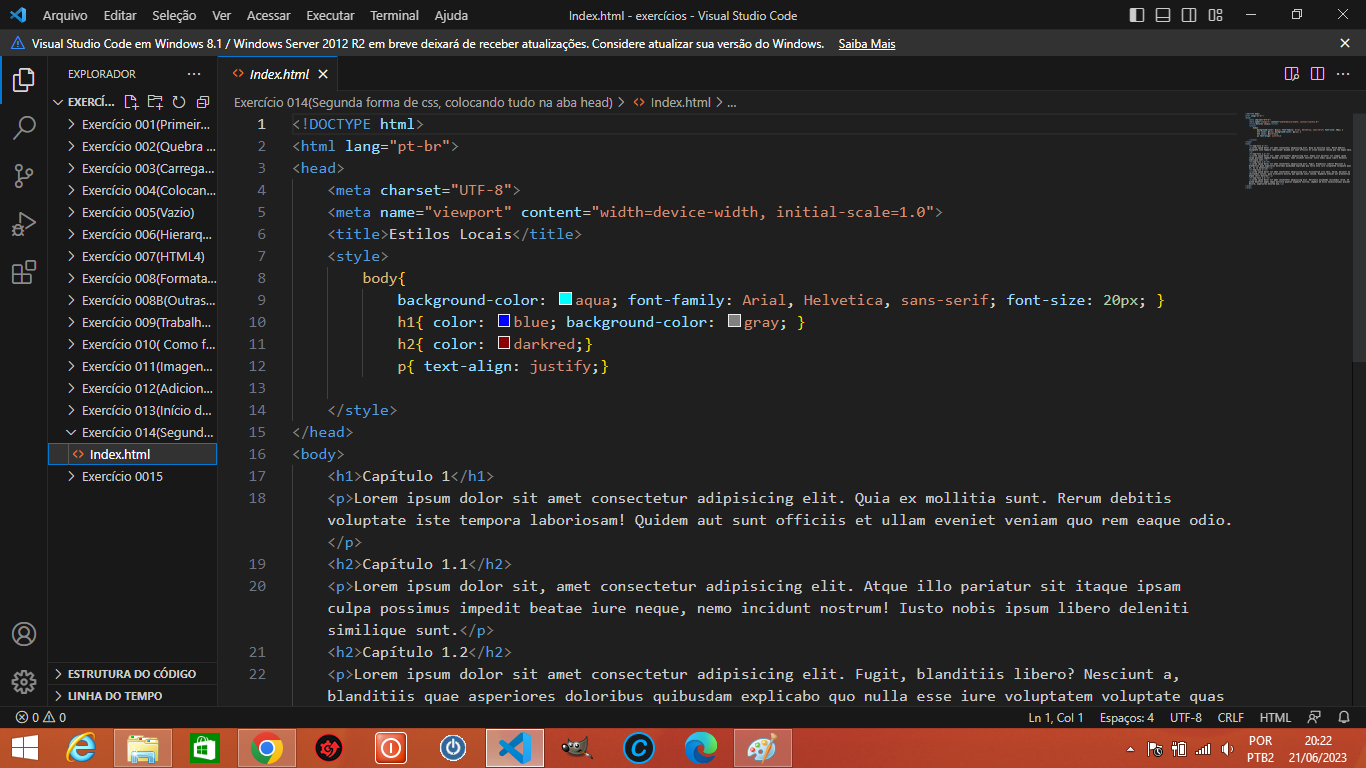 Arquivo Editar Seleção Ver Acessar Executar Terminal Ajuda Index.html - exercícios - Visual Studio Code
Visual Studio Code em Windows 8.1 / Windows Server 2012 R2 em breve deixará de receber atualizações. Considere atualizar sua versão do Windows. Saiba Mais
EXPLORADOR
EXERCÍ...
Exercício 001(Primeir...
Exercício 002(Quebra ...
Exercício 003(Carrega...
Exercício 004(Colocan...
Exercício 005(Vazio)
Exercício 006(Hierarq...
Exercício 007(HTML4)
Exercício 008(Formata...
Exercício 008B(Outras...
Exercício 009(Trabalh...
Exercício 010( Como f...
Exercício 011(Imagen...
Exercício 012(Adicion...
Exercício 013(Início d...
Exercício 014(Segund...
Index.html
Exercício 0015
ESTRUTURA DO CÓDIGO
LINHA DO TEMPO
Index.html
Exercício 014(Segunda forma de css, colocando tudo na aba head) > Index.html > ...
1 <!DOCTYPE html>
2 <html lang="pt-br">
3 <head>
4 <meta charset="UTF-8">
5 <meta name="viewport" content="width=device-width, initial-scale=1.0">
6 <title>Estilos Locais</title>
7 <style>
8 body{
9 background-color: aqua; font-family: Arial, Helvetica, sans-serif; font-size: 20px; }
10 h1{ color: blue; background-color: gray; }
11 h2{ color: darkred;}
12 p{ text-align: justify;}
13
14 </style>
15 </head>
16 <body>
17 <h1>Capítulo 1</h1>
18 <p>Lorem ipsum dolor sit amet consectetur adipisicing elit. Quia ex mollitia sunt. Rerum debitis
voluptate iste tempora laboriosam! Quidem aut sunt officiis et ullam eveniet veniam quo rem eaque odio.
</p>
19 <h2>Capítulo 1.1</h2>
20 <p>Lorem ipsum dolor sit, amet consectetur adipisicing elit. Atque illo pariatur sit itaque ipsam
culpa possimus impedit beatae iure neque, nemo incidunt nostrum! Iusto nobis ipsum libero deleniti
similique sunt.</p>
21 <h2>Capítulo 1.2</h2>
22 <p>Lorem ipsum dolor sit amet consectetur adipisicing elit. Fugit, blanditiis libero? Nesciunt a,
blanditiis quae asperiores doloribus quibusdam explicabo quo nulla esse iure voluptatem voluptate quas
0 0 Ln 1, Col 1 Espaços: 4 UTF-8 CRLF HTML
POR 20:22
PTB2 21/06/2023